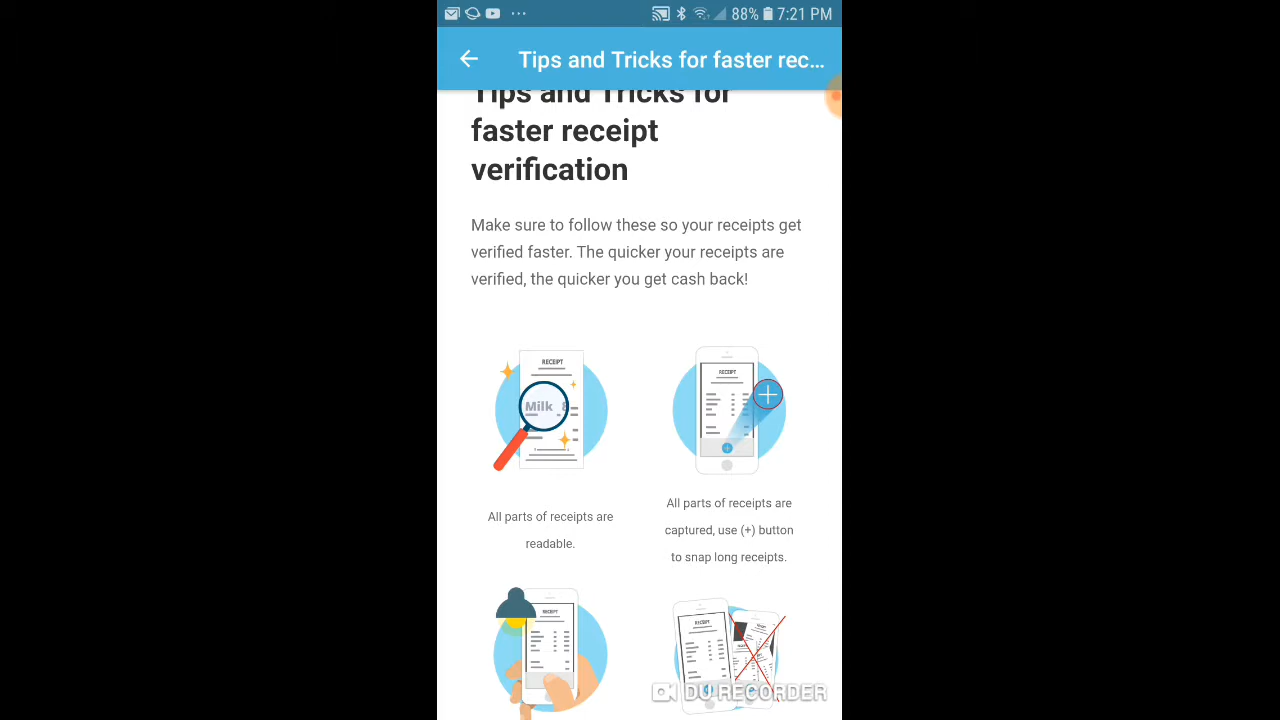 88% 7:21 PM
Tips and Tricks for faster rec...
Tips and Tricks for
faster receipt
verification
Make sure to follow these so your receipts get
verified faster. The quicker your receipts are
verified, the quicker you get cash back!
RECEIPT
Milk
RECEIPT
All parts of receipts are
readable.
All parts of receipts are
captured, use (+) button
to snap long receipts.
RECEIPT
RECEIPT
DU RECORDER